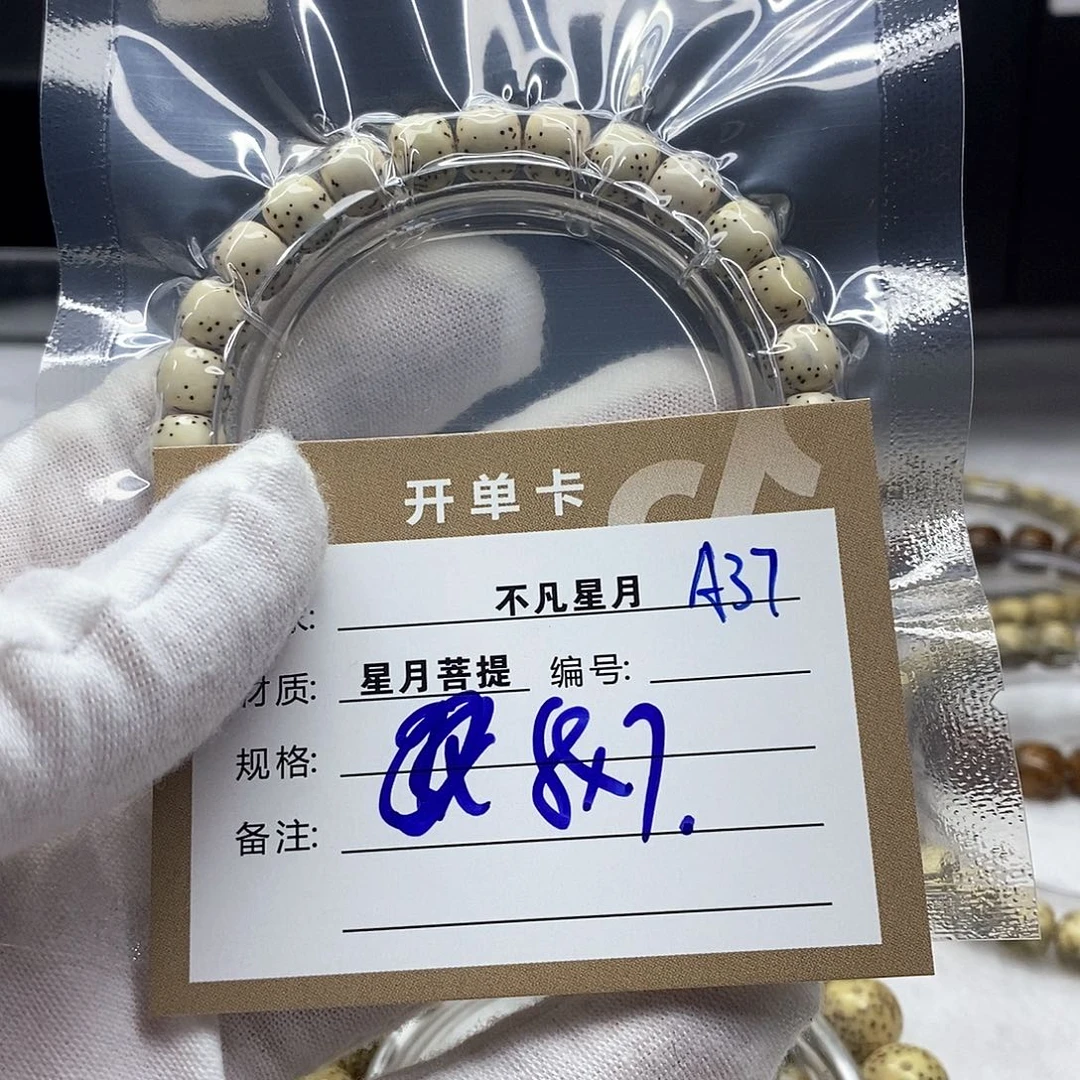 开单卡
不凡星月 A37
材质: 星月菩提 编号:
规格: 8x7.
备注: